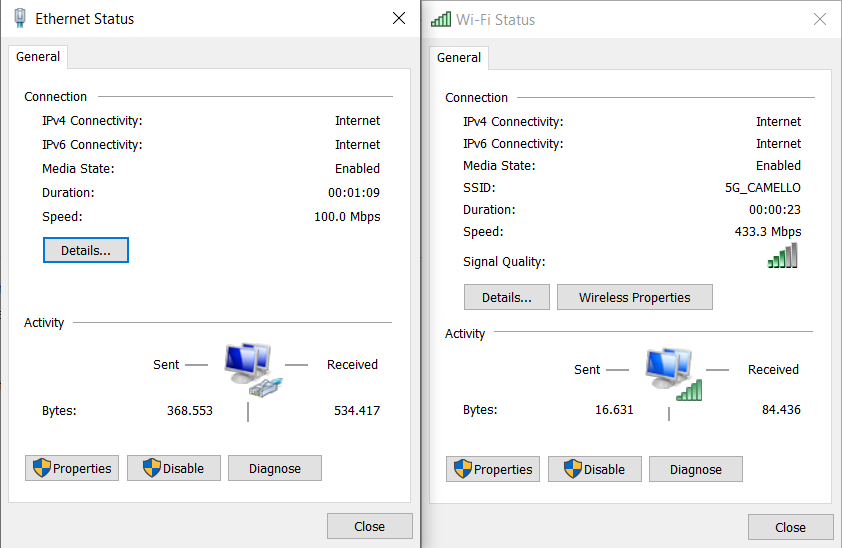 Ethernet Status
General
Connection
IPv4 Connectivity: Internet
IPv6 Connectivity: Internet
Media State: Enabled
Duration: 00:01:09
Speed: 100.0 Mbps
Details...
Activity
Sent Received
Bytes: 368.553 534.417
Properties Disable Diagnose
Close
Wi-Fi Status
General
Connection
IPv4 Connectivity: Internet
IPv6 Connectivity: Internet
Media State: Enabled
SSID: 5G_CAMELLO
Duration: 00:00:23
Speed: 433.3 Mbps
Signal Quality:
Details... Wireless Properties
Activity
Sent Received
Bytes: 16.631 84.436
Properties Disable Diagnose
Close